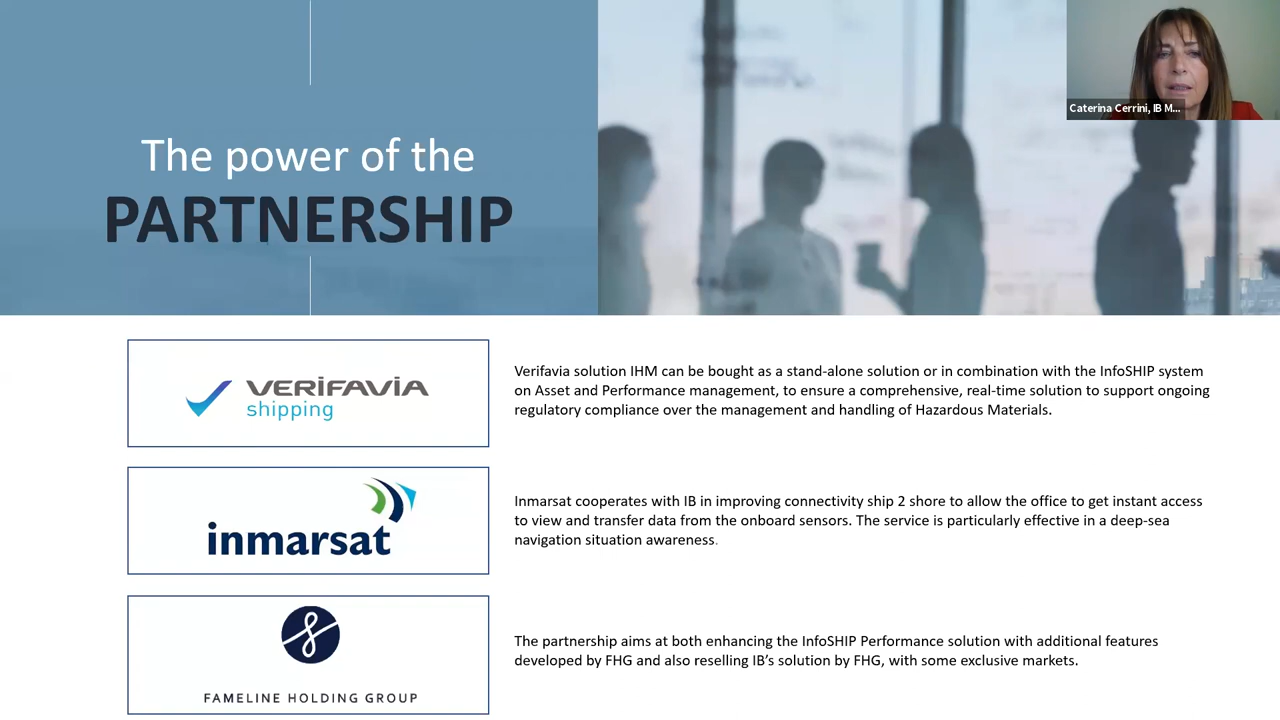 The power of the
PARTNERSHIP
Caterina Cerrini, IB M...
VERIFAVIA
shipping
Verifavia solution IHM can be bought as a stand-alone solution or in combination with the InfoSHIP system
on Asset and Performance management, to ensure a comprehensive, real-time solution to support ongoing
regulatory compliance over the management and handling of Hazardous Materials.
inmarsat
Inmarsat cooperates with IB in improving connectivity ship 2 shore to allow the office to get instant access
to view and transfer data from the onboard sensors. The service is particularly effective in a deep-sea
navigation situation awareness.
FAMELINE HOLDING GROUP
The partnership aims at both enhancing the InfoSHIP Performance solution with additional features
developed by FHG and also reselling IB’s solution by FHG, with some exclusive markets.